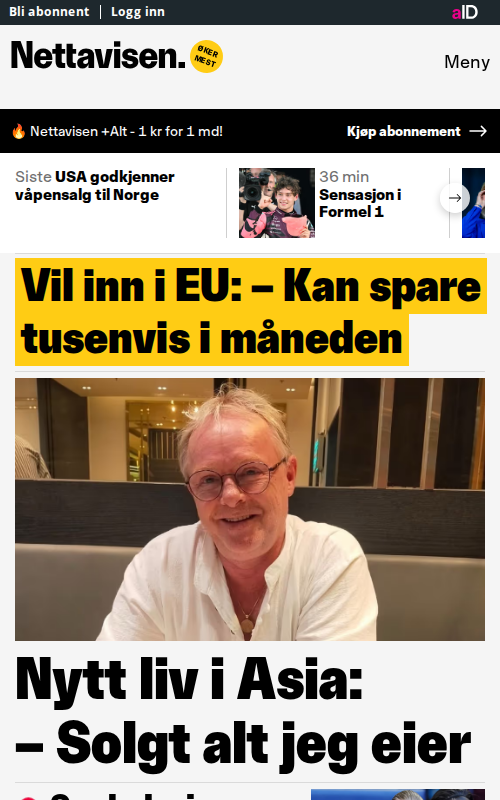 Bli abonnent
Logg inn
aID
Nettavisen.
ØKER
MEST
Meny
🔥 Nettavisen +Alt - 1 kr for 1 md!
Kjøp abonnement
Siste USA godkjenner
våpensalg til Norge
36 min
Sensasjon i
Formel 1
Vil inn i EU: – Kan spare
tusenvis i måneden
Nytt liv i Asia:
– Solgt alt jeg eier